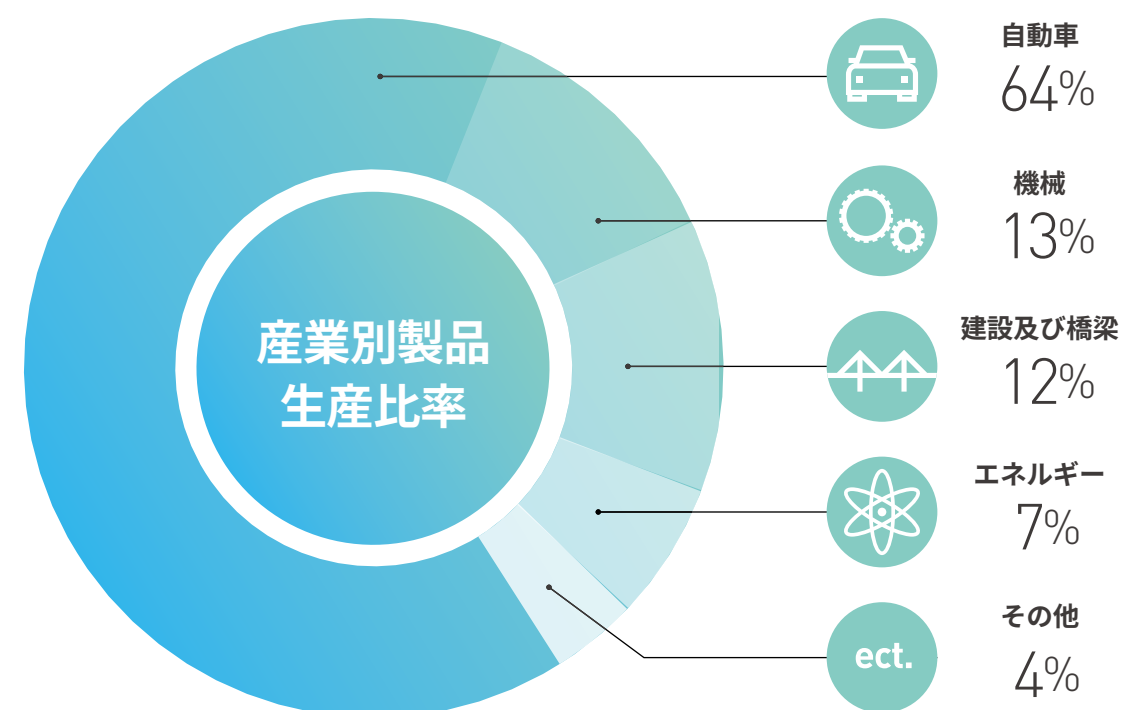 産業別製品
生産比率
自動車
64%
機械
13%
建設及び橋梁
12%
エネルギー
7%
ect.
その他
4%